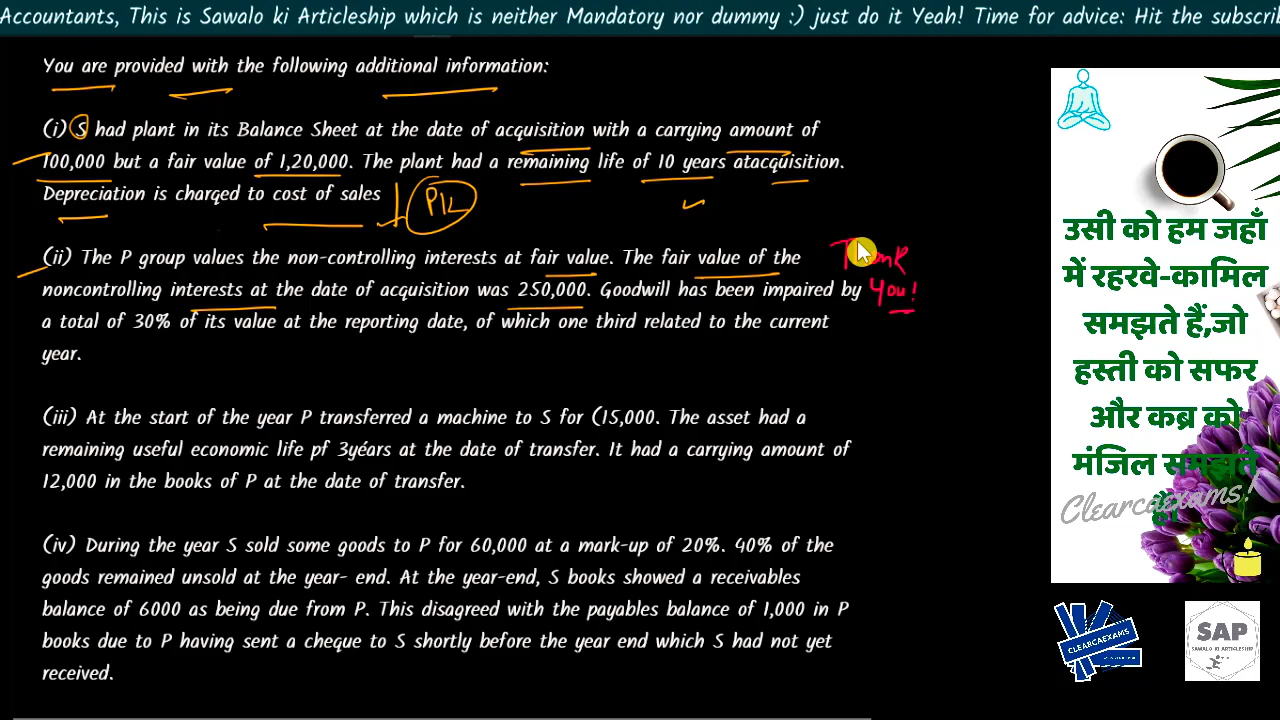 Accountants, This is Sawalo ki Articleship which is neither Mandatory nor dummy :) just do it Yeah! Time for advice: Hit the subscri
You are provided with the following additional information:
(i) S had plant in its Balance Sheet at the date of acquisition with a carrying amount of
100,000 but a fair value of 1,20,000. The plant had a remaining life of 10 years atacquisition.
Depreciation is charged to cost of sales
P/L
(ii) The P group values the non-controlling interests at fair value. The fair value of the
noncontrolling interests at the date of acquisition was 250,000. Goodwill has been impaired by
a total of 30% of its value at the reporting date, of which one third related to the current
year.
Thank
You!
(iii) At the start of the year P transferred a machine to S for (15,000. The asset had a
remaining useful economic life pf 3yéars at the date of transfer. It had a carrying amount of
12,000 in the books of P at the date of transfer.
(iv) During the year S sold some goods to P for 60,000 at a mark-up of 20%. 40% of the
goods remained unsold at the year- end. At the year-end, S books showed a receivables
balance of 6000 as being due from P. This disagreed with the payables balance of 1,000 in P
books due to P having sent a cheque to S shortly before the year end which S had not yet
received.
उसी को हम जहाँ
में रहरवे-कामिल
समझते हैं,जो
हस्ती को सफर
और कब्र को
मंजिल समझते
हैं।
Clearcaexams!
CLEARCAEXAMS
SAP
SAWALO KI ARTICLESHIP